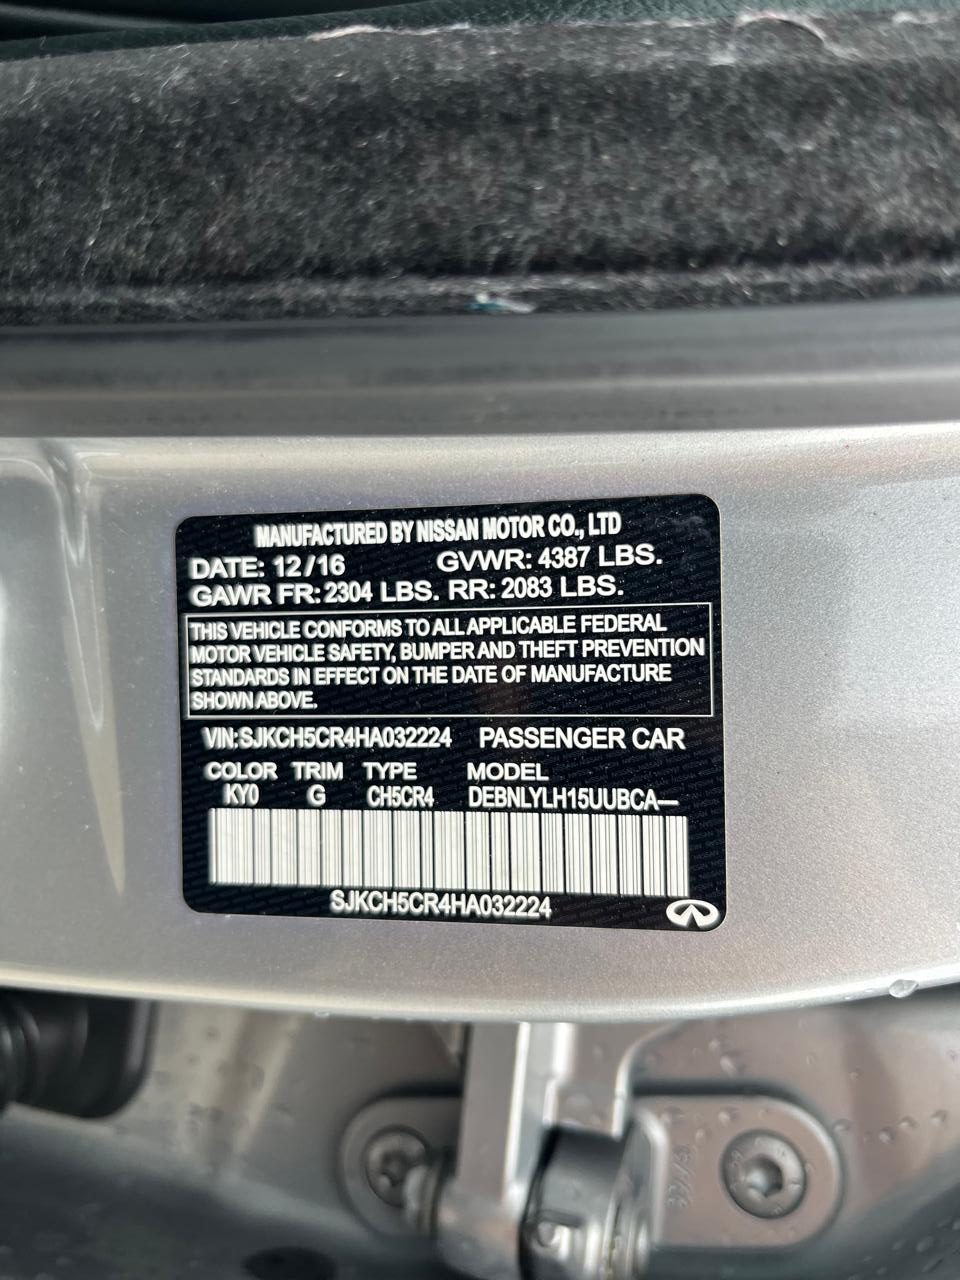 MANUFACTURED BY NISSAN MOTOR CO., LTD
DATE: 12/16 GVWR: 4387 LBS.
GAWR FR: 2304 LBS. RR: 2083 LBS.
THIS VEHICLE CONFORMS TO ALL APPLICABLE FEDERAL
MOTOR VEHICLE SAFETY, BUMPER AND THEFT PREVENTION
STANDARDS IN EFFECT ON THE DATE OF MANUFACTURE
SHOWN ABOVE.
VIN: SJKCH5CR4HA032224 PASSENGER CAR
COLOR TRIM TYPE MODEL
KY0 G CH5CR4 DEBNLYLH15UUBCA—
SJKCH5CR4HA032224